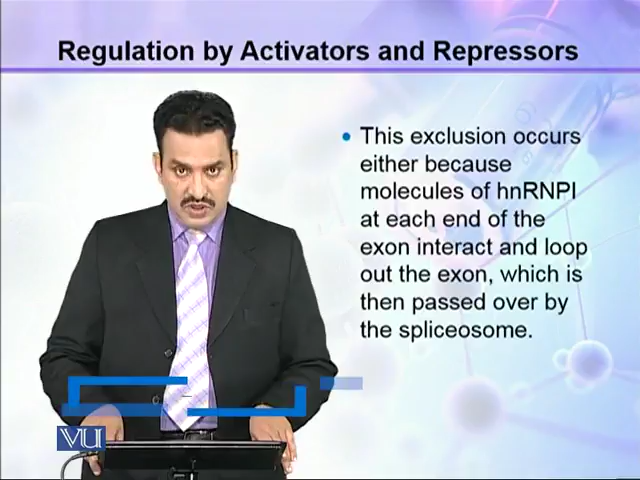 Regulation by Activators and Repressors
• This exclusion occurs
either because
molecules of hnRNPI
at each end of the
exon interact and loop
out the exon, which is
then passed over by
the spliceosome.
VU